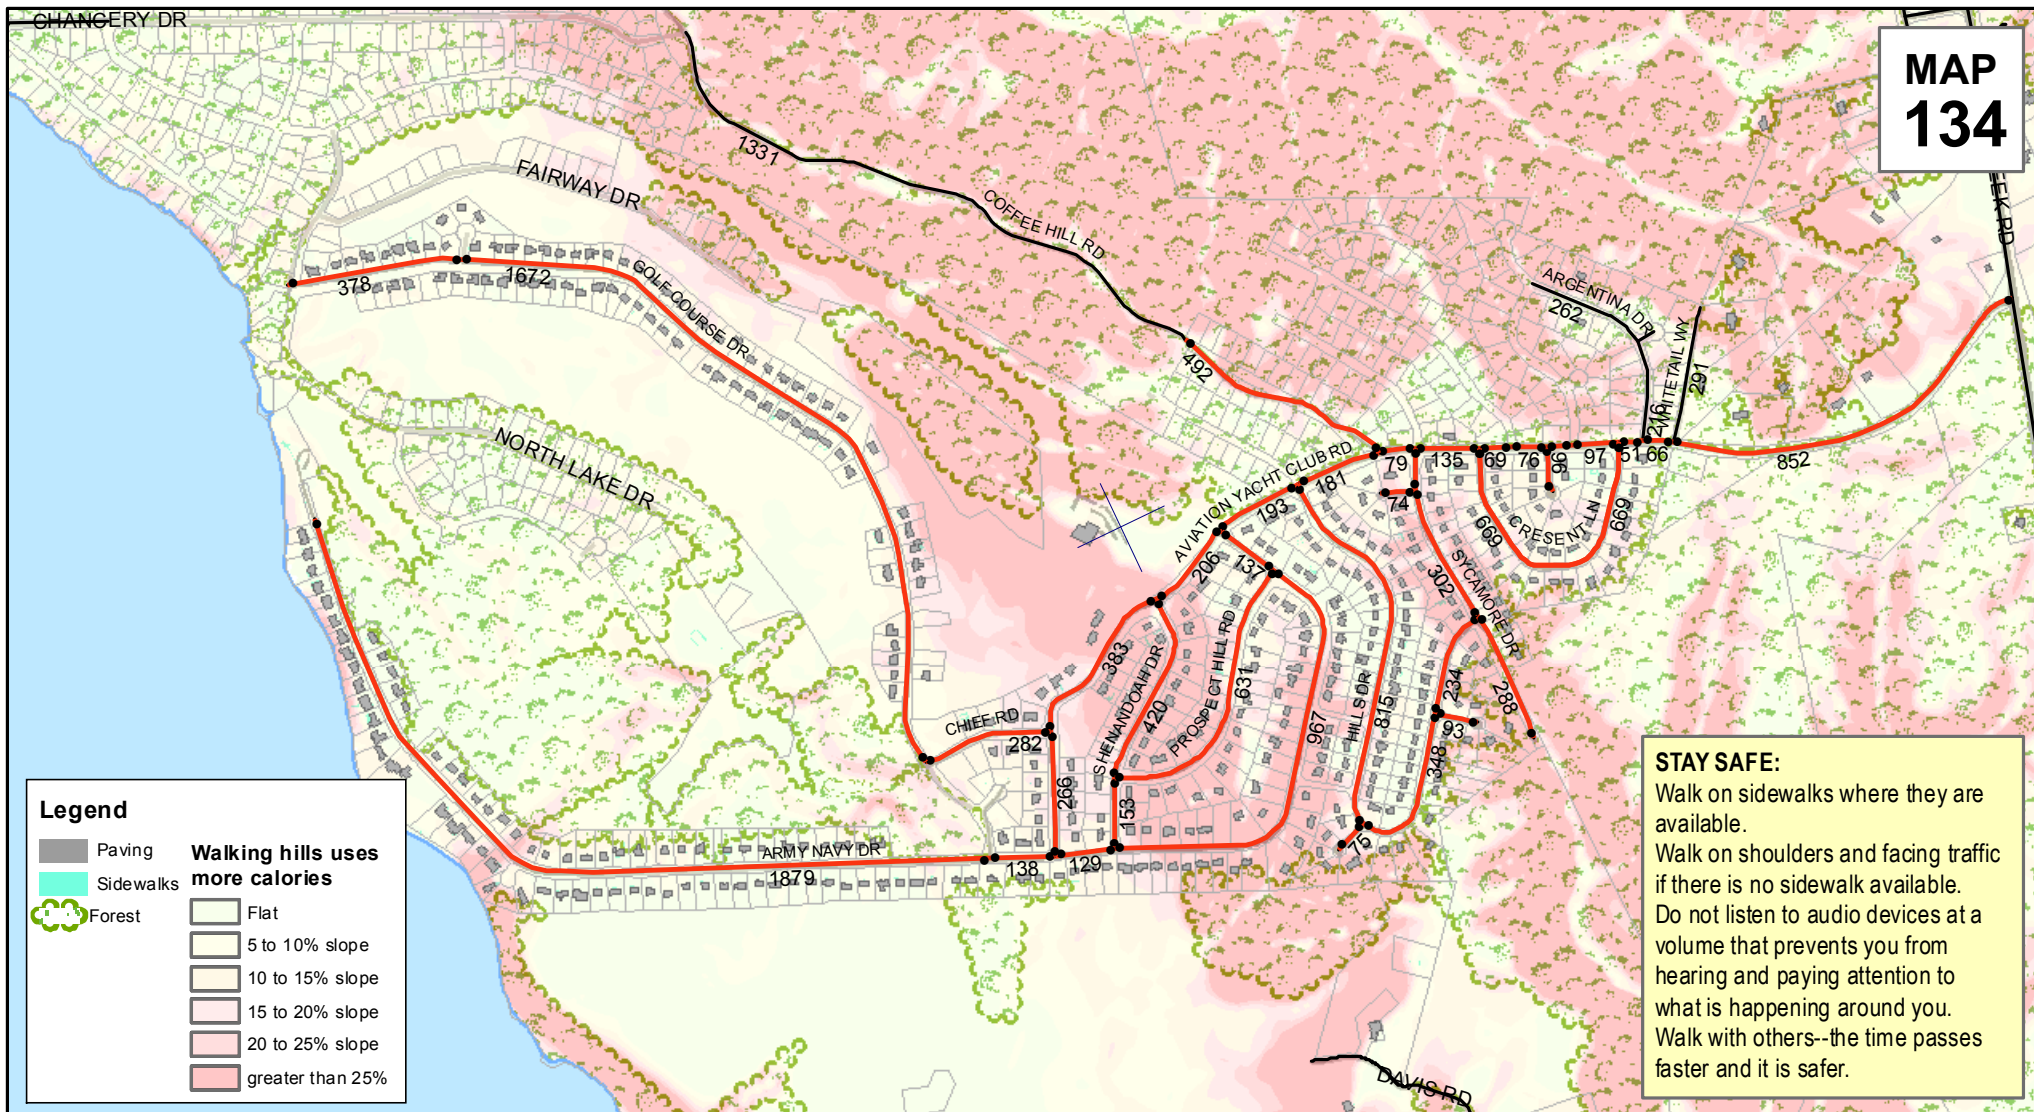 CHANCERY DR
MAP
134
1331
FAIRWAY DR
COFFEE HILL RD
EEK RD
378
1672
GOLF COURSE DR
ARGENTINA DR
262
WHITETAIL WY
291
216
492
NORTH LAKE DR
AVIATION YACHT CLUB RD
79
135
69
76
96
97
51
66
852
181
193
74
669
CRESENT LN
669
206
137
302
SYCAMORE DR
383
SHENANDOAH DR
420
PROSPECT HILL RD
631
967
HILLS DR
815
234
288
93
348
CHIEF RD
282
266
153
75
ARMY NAVY DR
1879
138
129
DAVIS RD
Legend
Paving
Sidewalks
Forest
Walking hills uses
more calories
Flat
5 to 10% slope
10 to 15% slope
15 to 20% slope
20 to 25% slope
greater than 25%
STAY SAFE:
Walk on sidewalks where they are
available.
Walk on shoulders and facing traffic
if there is no sidewalk available.
Do not listen to audio devices at a
volume that prevents you from
hearing and paying attention to
what is happening around you.
Walk with others--the time passes
faster and it is safer.